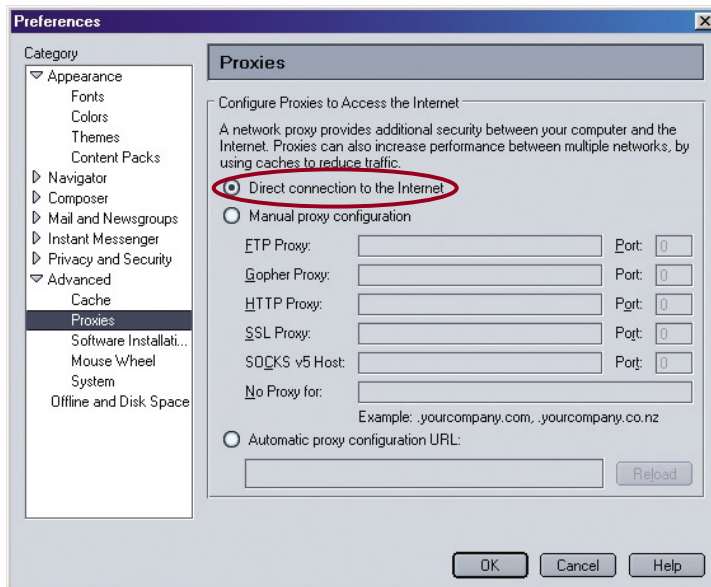 Preferences
Category
Appearance
Fonts
Colors
Themes
Content Packs
Navigator
Composer
Mail and Newsgroups
Instant Messenger
Privacy and Security
Advanced
Cache
Proxies
Software Installati...
Mouse Wheel
System
Offline and Disk Space
Proxies
Configure Proxies to Access the Internet
A network proxy provides additional security between your computer and the
Internet. Proxies can also increase performance between multiple networks, by
using caches to reduce traffic.
Direct connection to the Internet
Manual proxy configuration
FTP Proxy: Port: 0
Gopher Proxy: Port: 0
HTTP Proxy: Port: 0
SSL Proxy: Port: 0
SOCKS v5 Host: Port: 0
No Proxy for:
Example: .yourcompany.com, .yourcompany.co.nz
Automatic proxy configuration URL:
Reload
OK Cancel Help